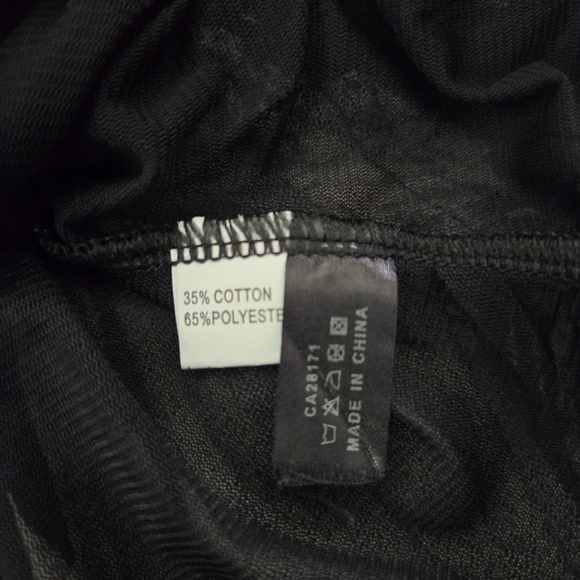 35% COTTON
65%POLYESTE
CA28171
MADE IN CHINA